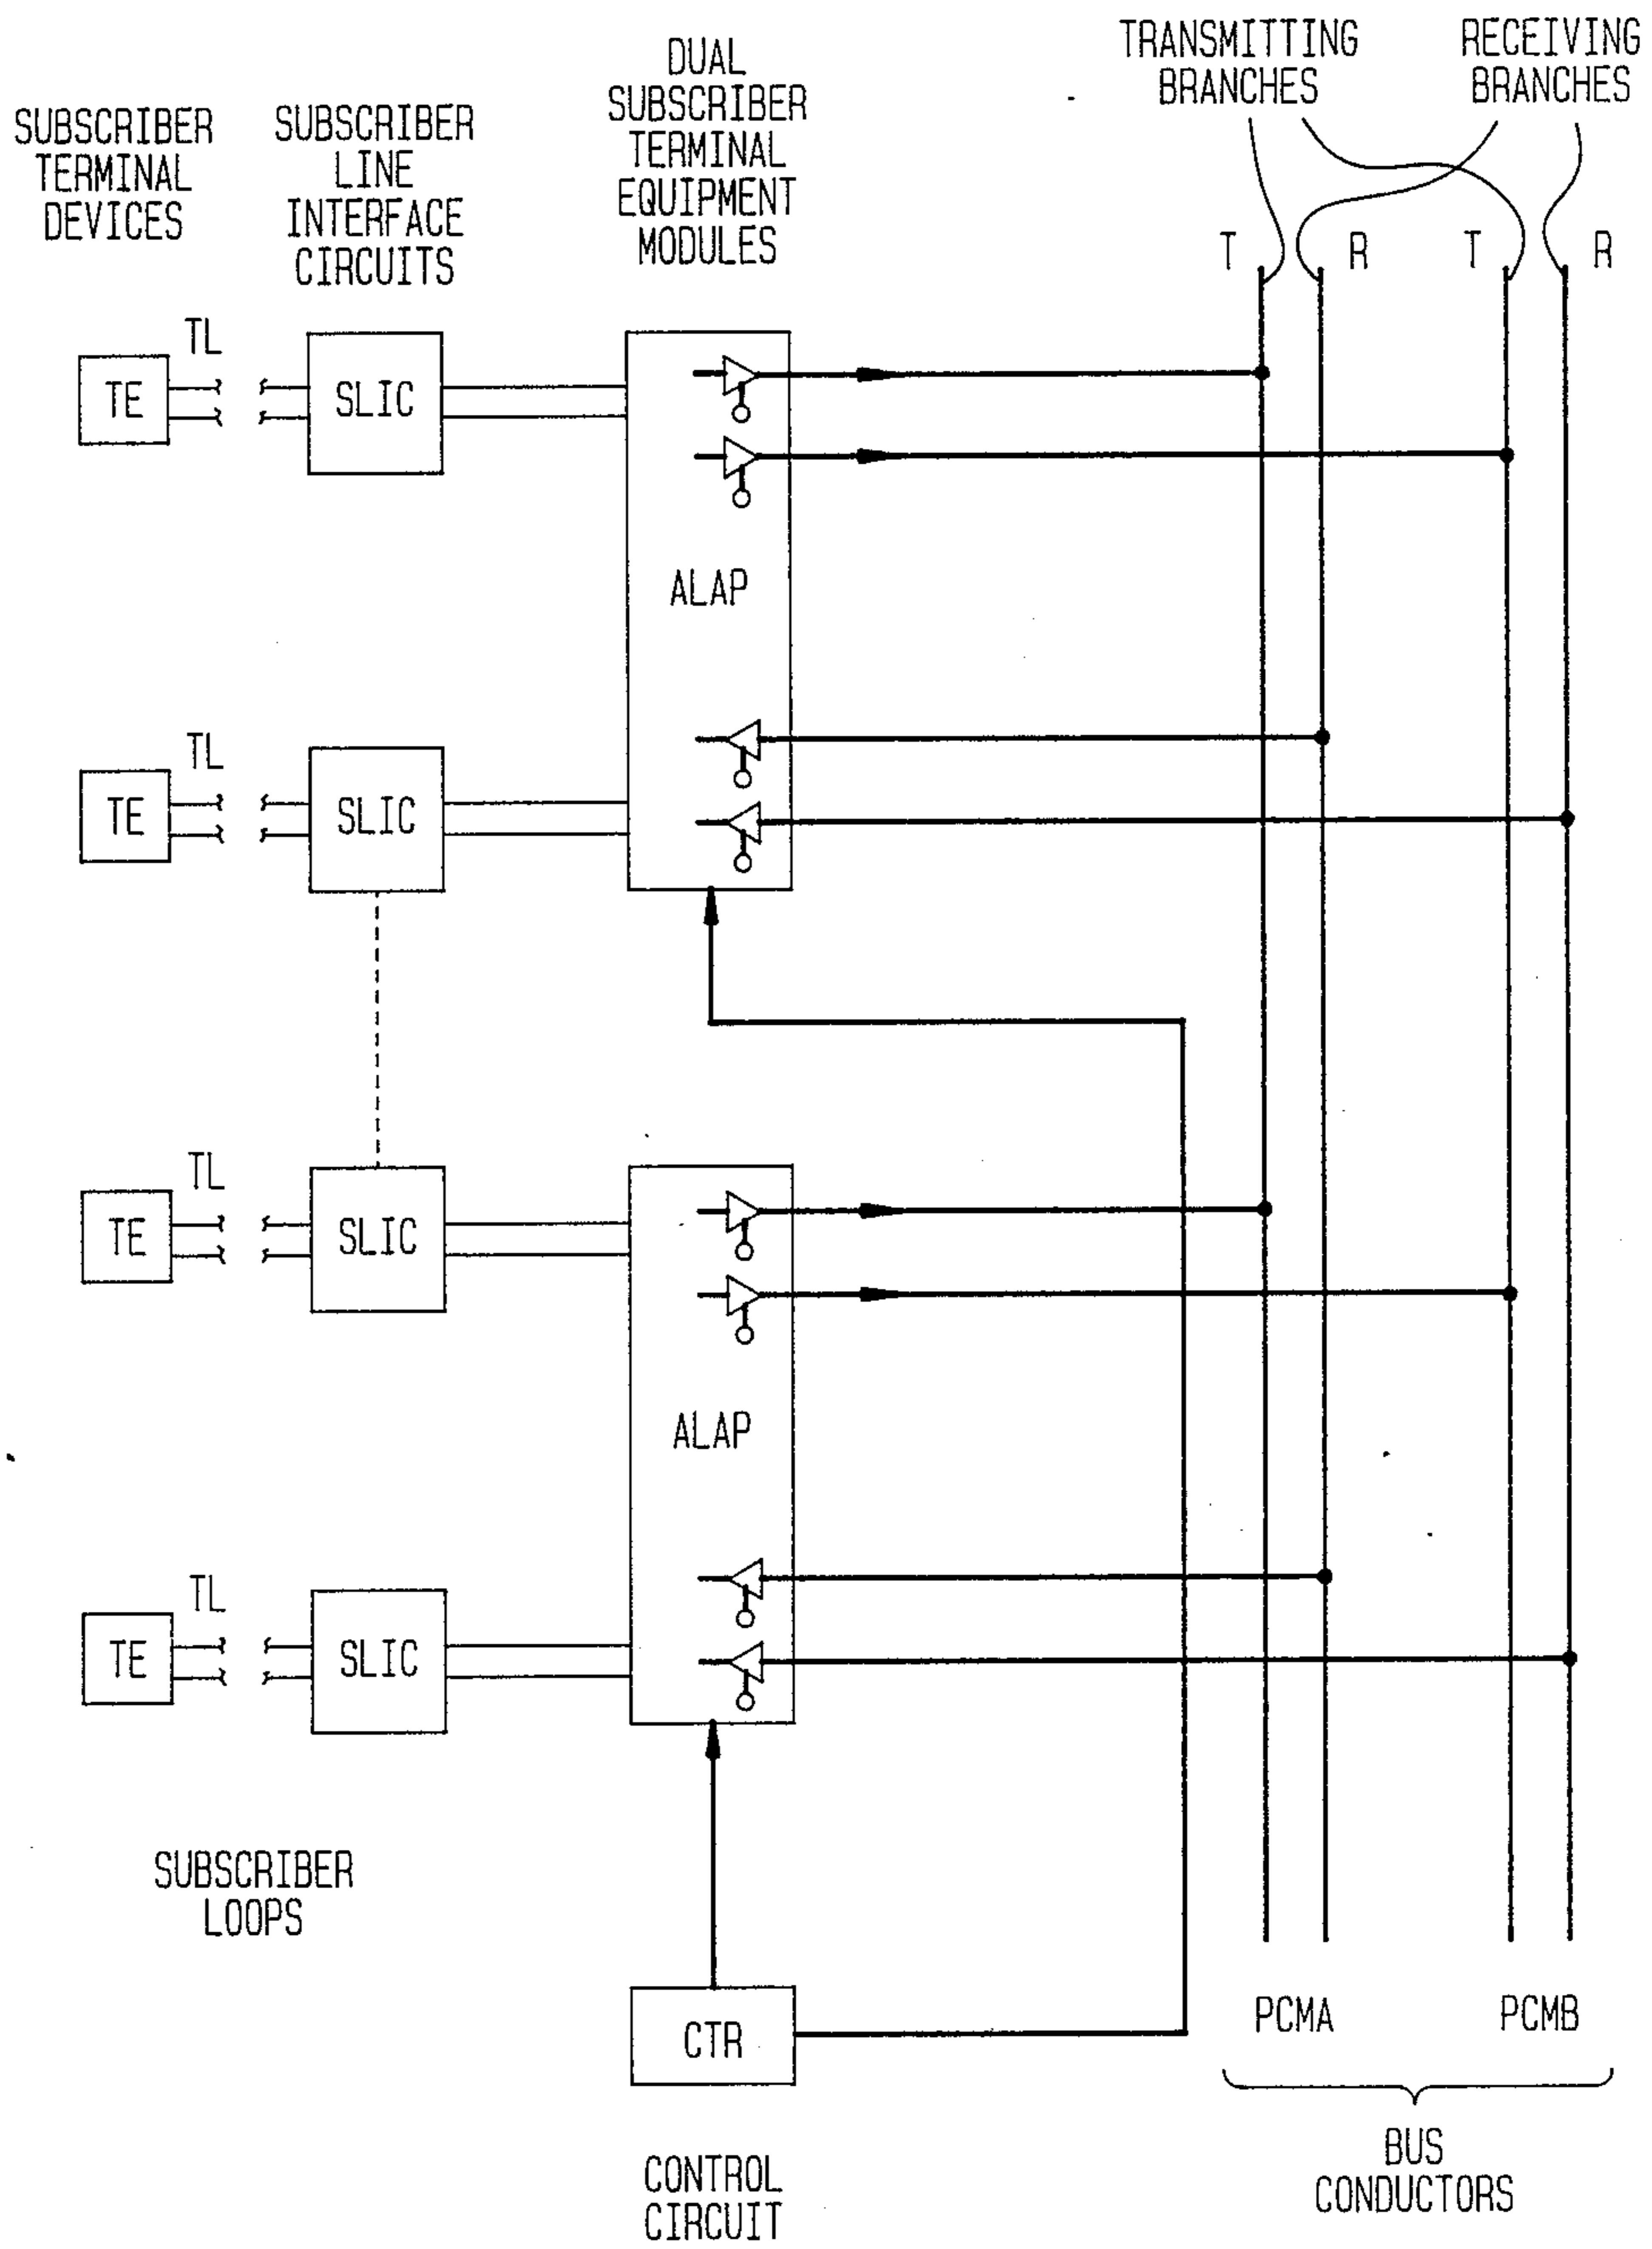 TRANSMITTING
BRANCHES
RECEIVING
BRANCHES
DUAL
SUBSCRIBER
TERMINAL
EQUIPMENT
MODULES
SUBSCRIBER
TERMINAL
DEVICES
SUBSCRIBER
LINE
INTERFACE
CIRCUITS
T
R
T
R
TL
TE
SLIC
ALAP
TL
TE
SLIC
TL
TE
SLIC
ALAP
TL
TE
SLIC
SUBSCRIBER
LOOPS
CTR
PCMA
PCMB
CONTROL
CIRCUIT
BUS
CONDUCTORS